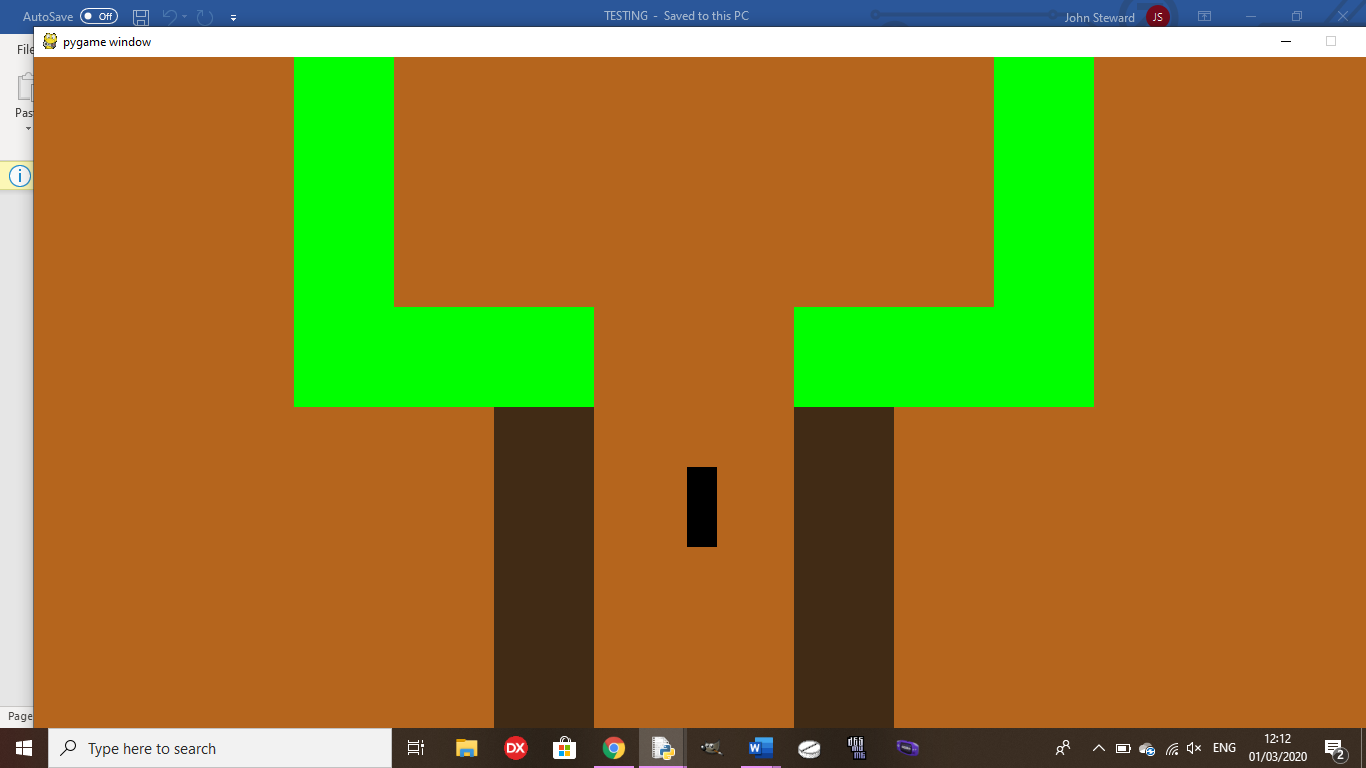 AutoSave Off
TESTING - Saved to this PC
John Steward JS
pygame window
File
Past
Page
Type here to search
DX
W
ENG
12:12
01/03/2020
2